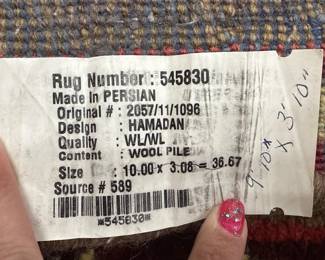 Rug Number: 545830
Made in PERSIAN
Original #: 2057/11/1096
Design : HAMADAN
Quality : WL/WL
Content : WOOL PILE
Size : 10.00 x 3.08 = 36.67
Source # 589
*545830*
9'-10" x 3'10"